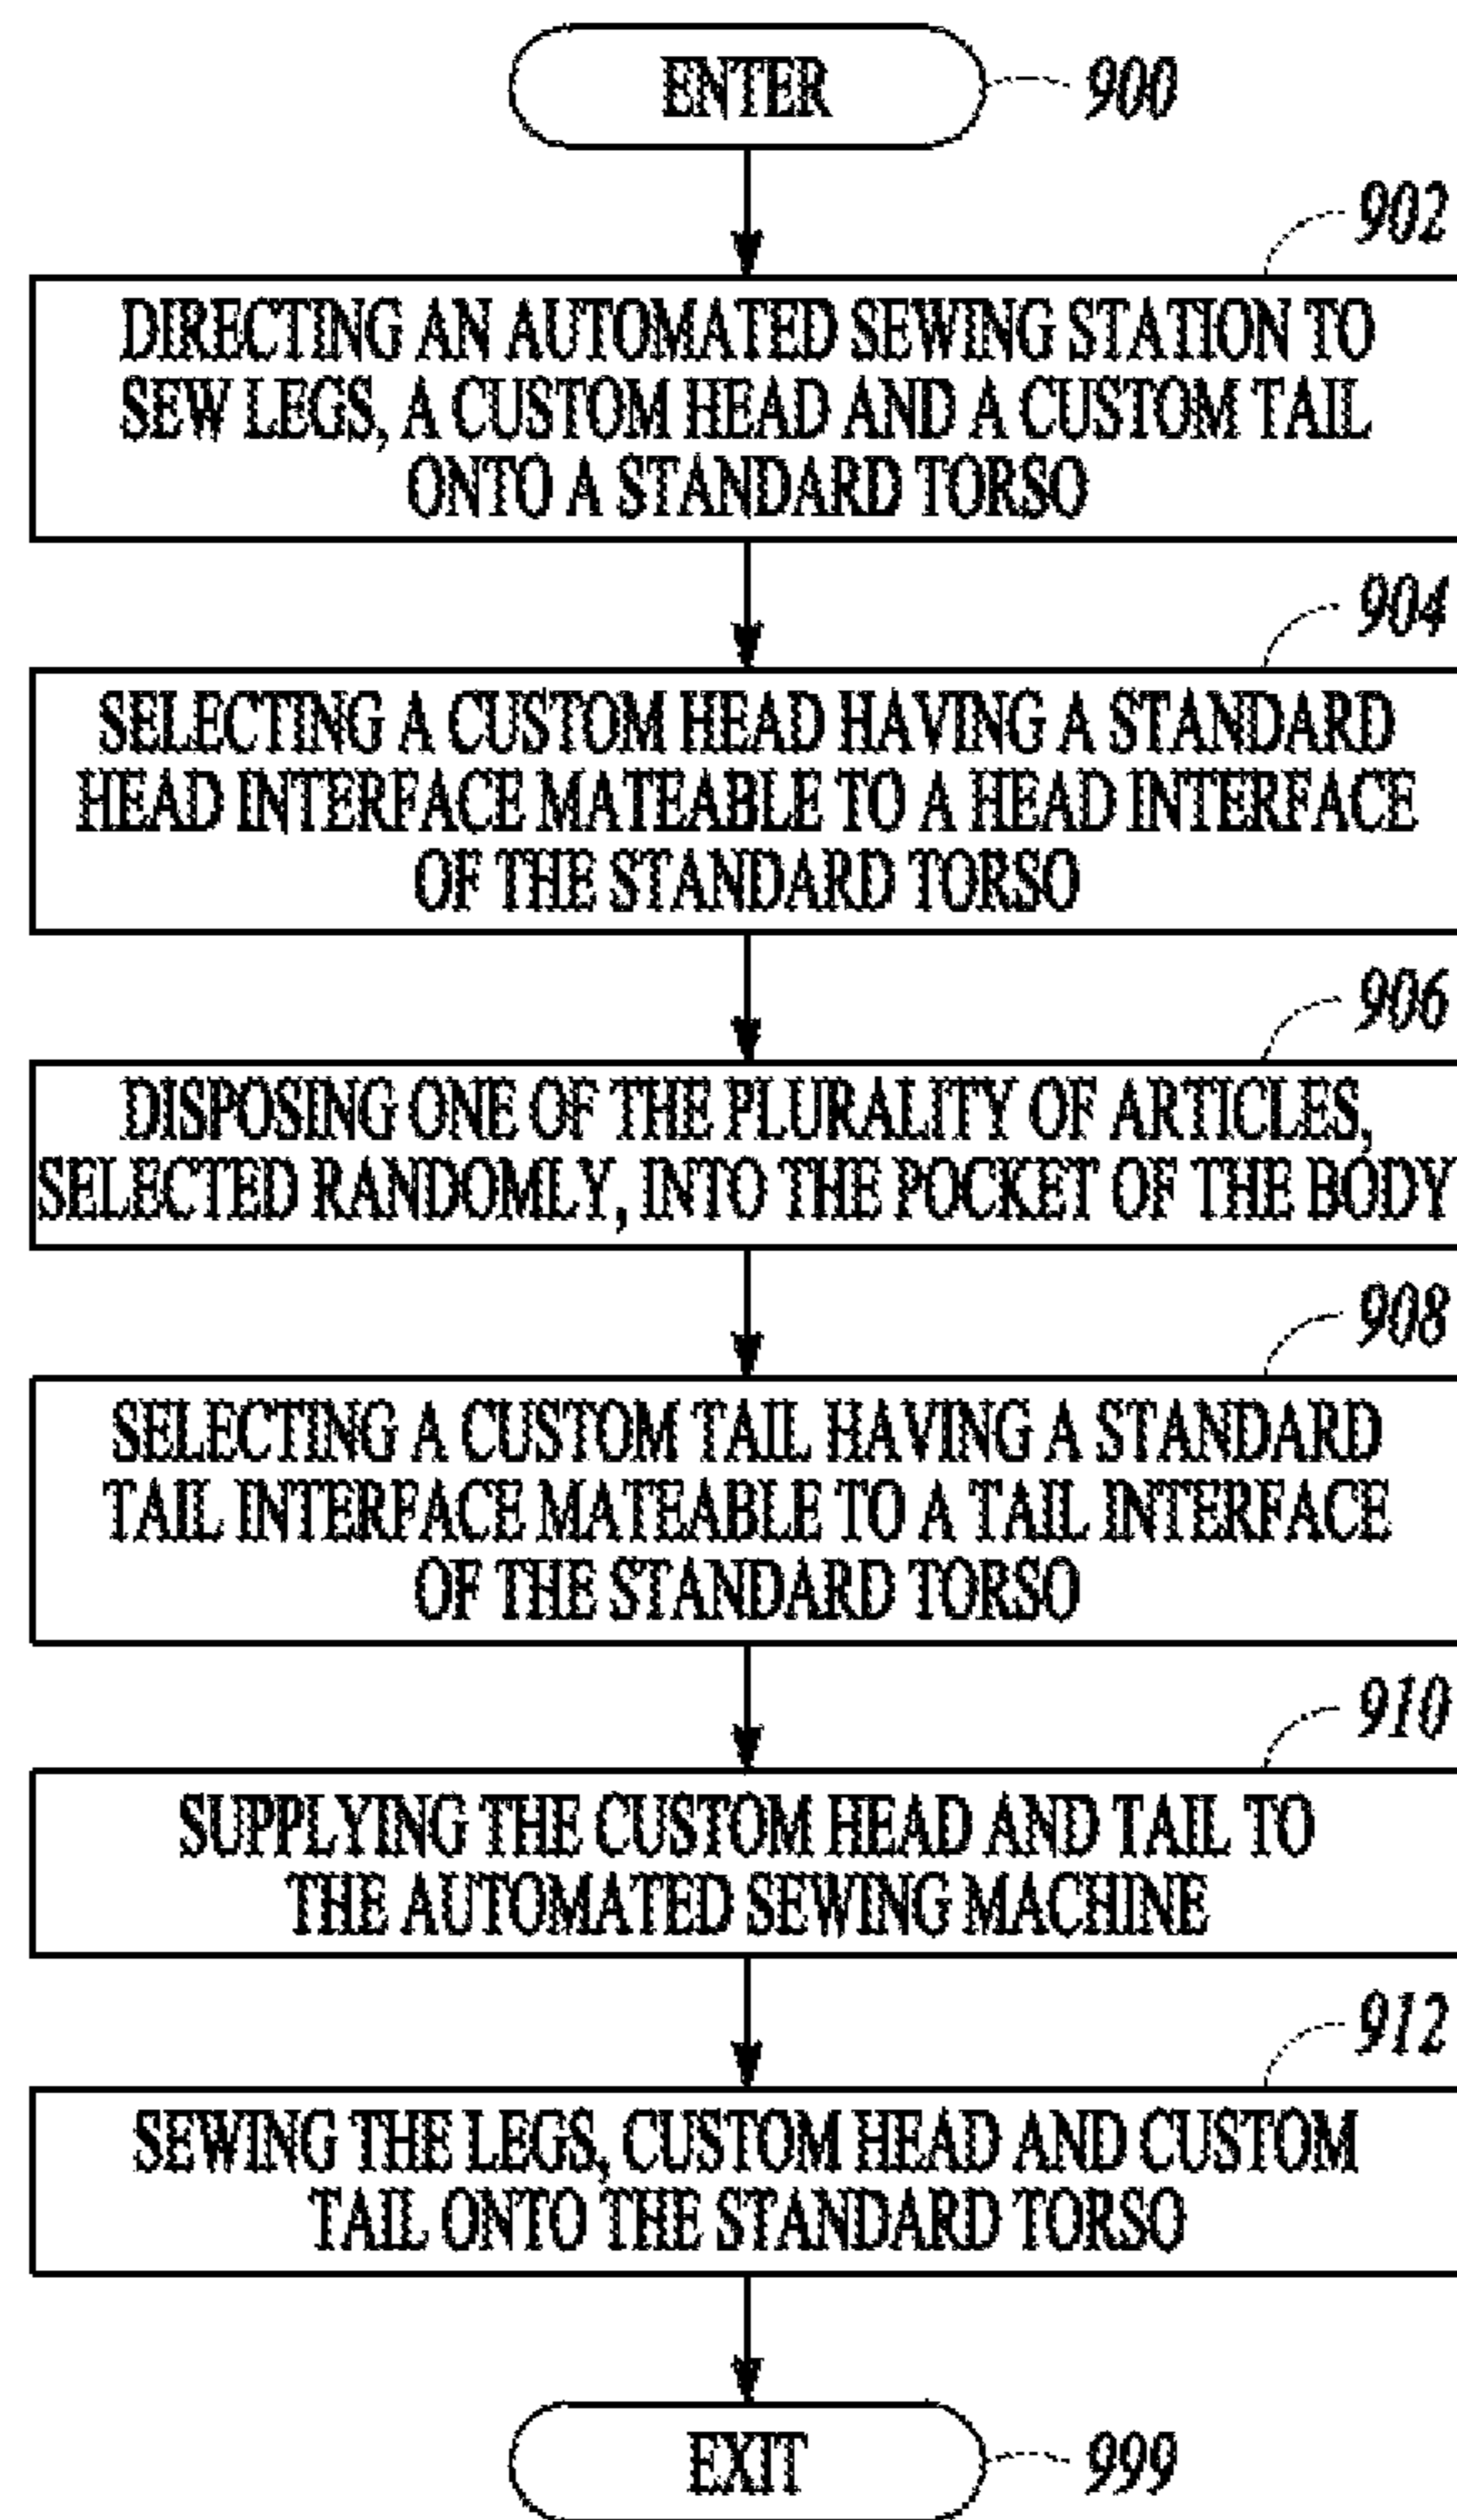 ENTER
900
902
DIRECTING AN AUTOMATED SEWING STATION TO
SEW LEGS, A CUSTOM HEAD AND A CUSTOM TAIL
ONTO A STANDARD TORSO
904
SELECTING A CUSTOM HEAD HAVING A STANDARD
HEAD INTERFACE MATEABLE TO A HEAD INTERFACE
OF THE STANDARD TORSO
906
DISPOSING ONE OF THE PLURALITY OF ARTICLES,
SELECTED RANDOMLY, INTO THE POCKET OF THE BODY
908
SELECTING A CUSTOM TAIL HAVING A STANDARD
TAIL INTERFACE MATEABLE TO A TAIL INTERFACE
OF THE STANDARD TORSO
910
SUPPLYING THE CUSTOM HEAD AND TAIL TO
THE AUTOMATED SEWING MACHINE
912
SEWING THE LEGS, CUSTOM HEAD AND CUSTOM
TAIL ONTO THE STANDARD TORSO
EXIT
999